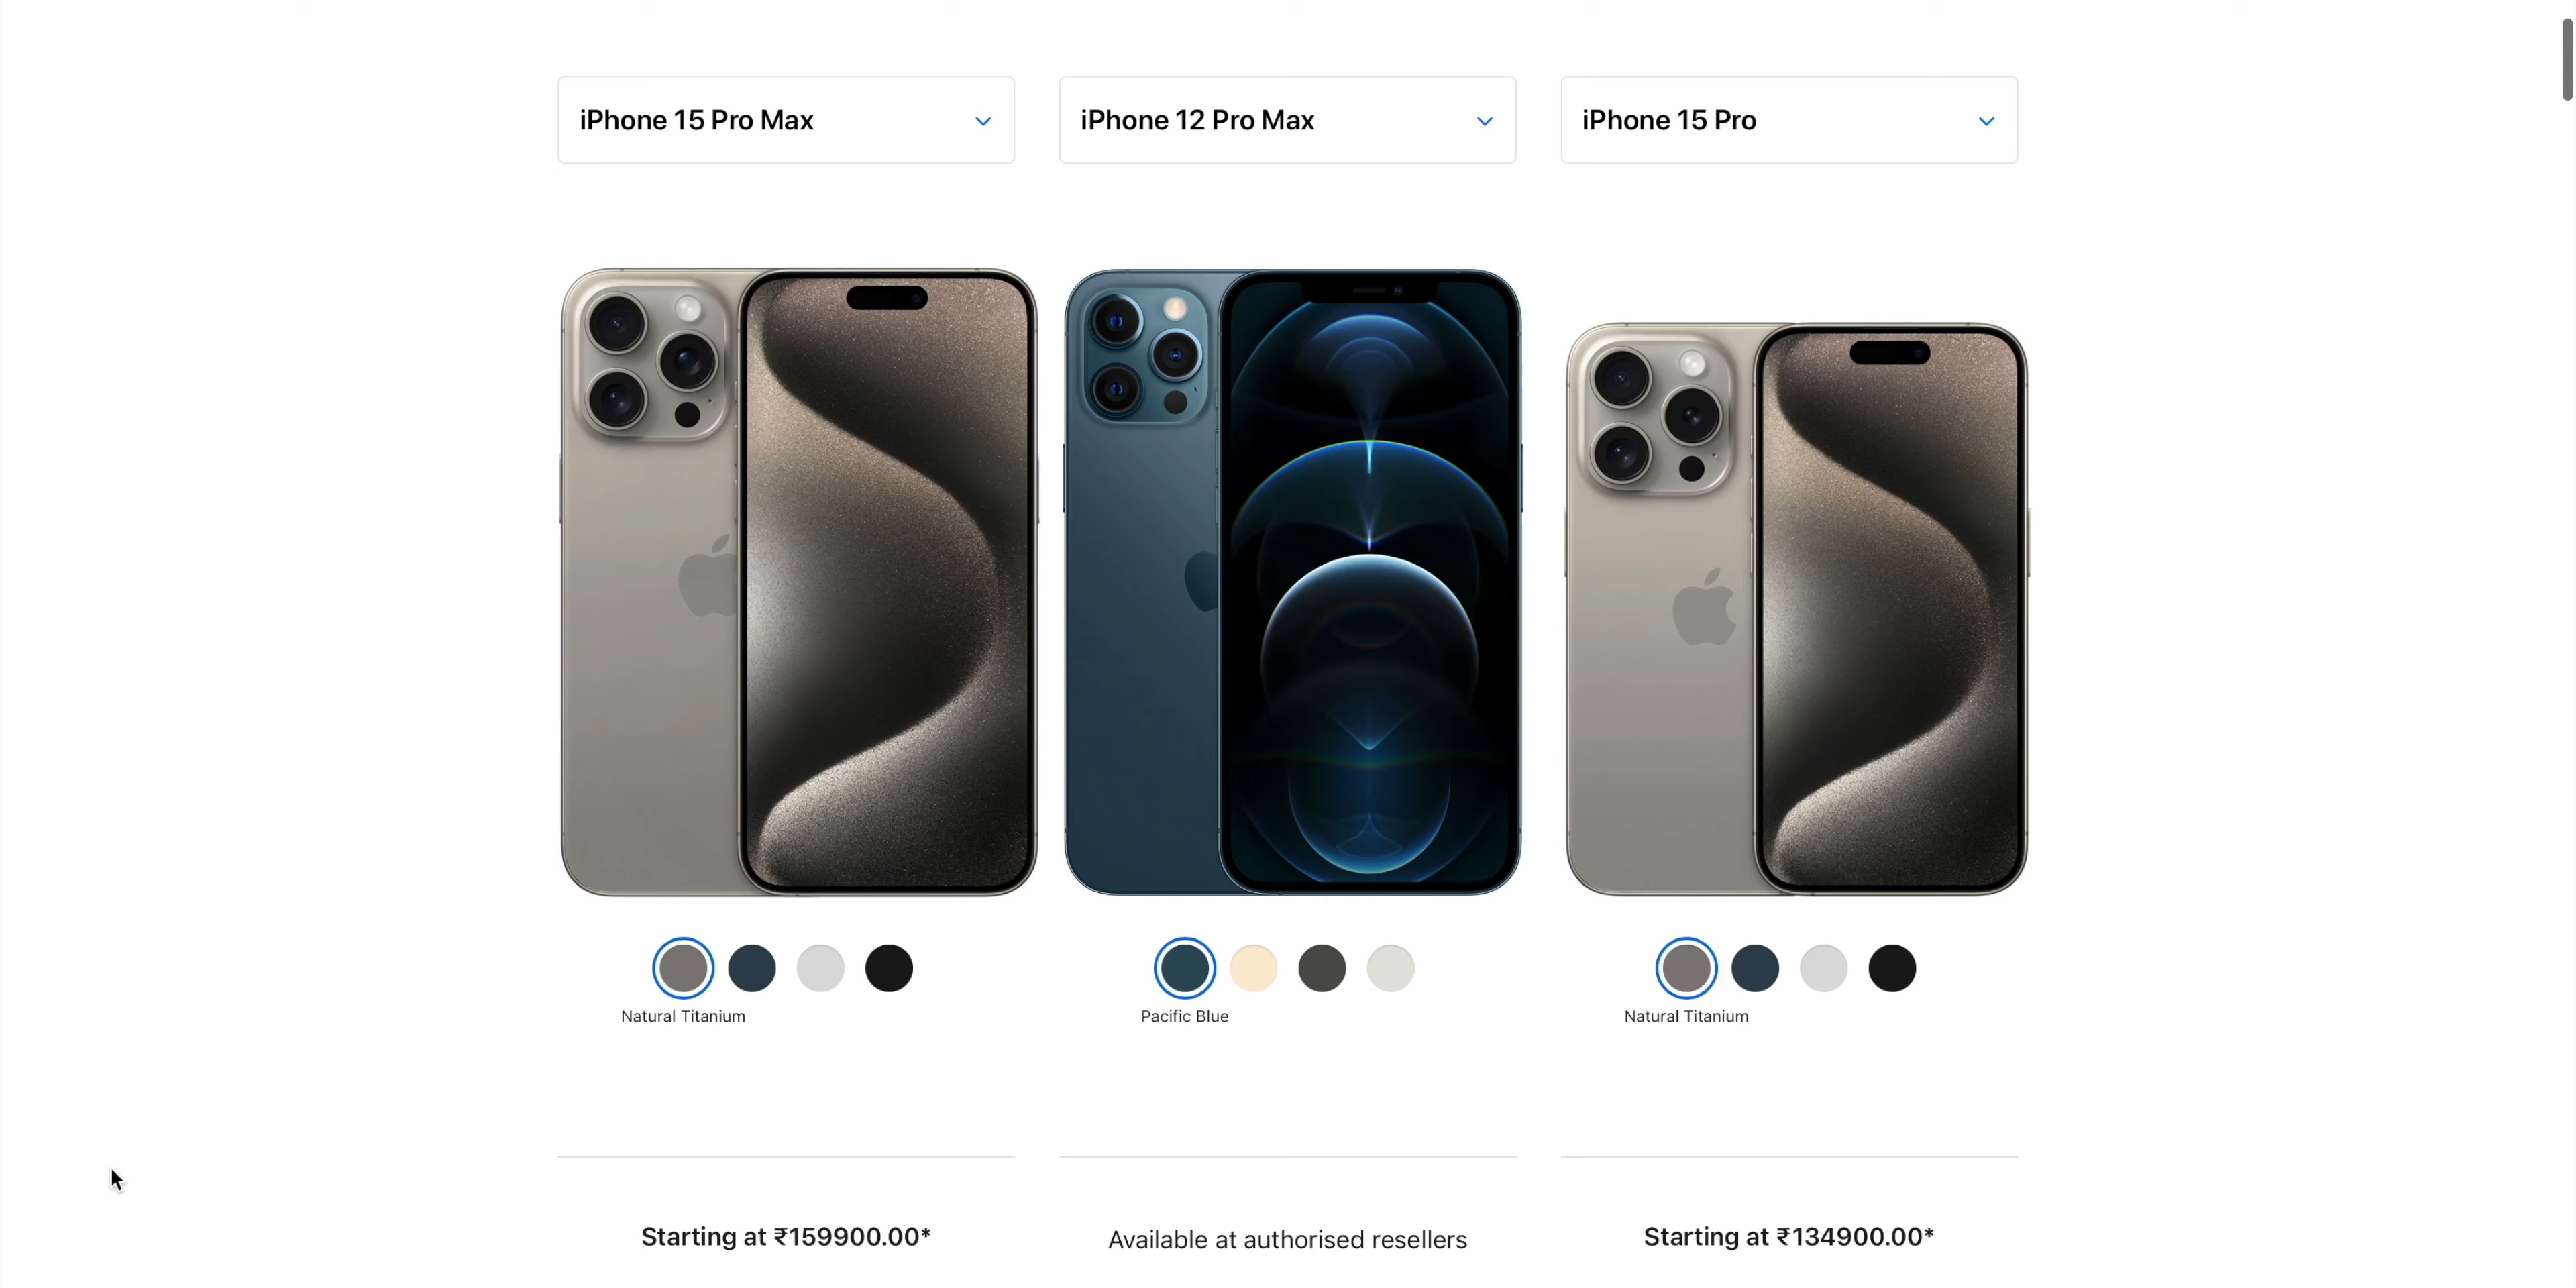 iPhone 15 Pro Max
iPhone 12 Pro Max
iPhone 15 Pro
Natural Titanium
Pacific Blue
Natural Titanium
Starting at ₹159900.00*
Available at authorised resellers
Starting at ₹134900.00*